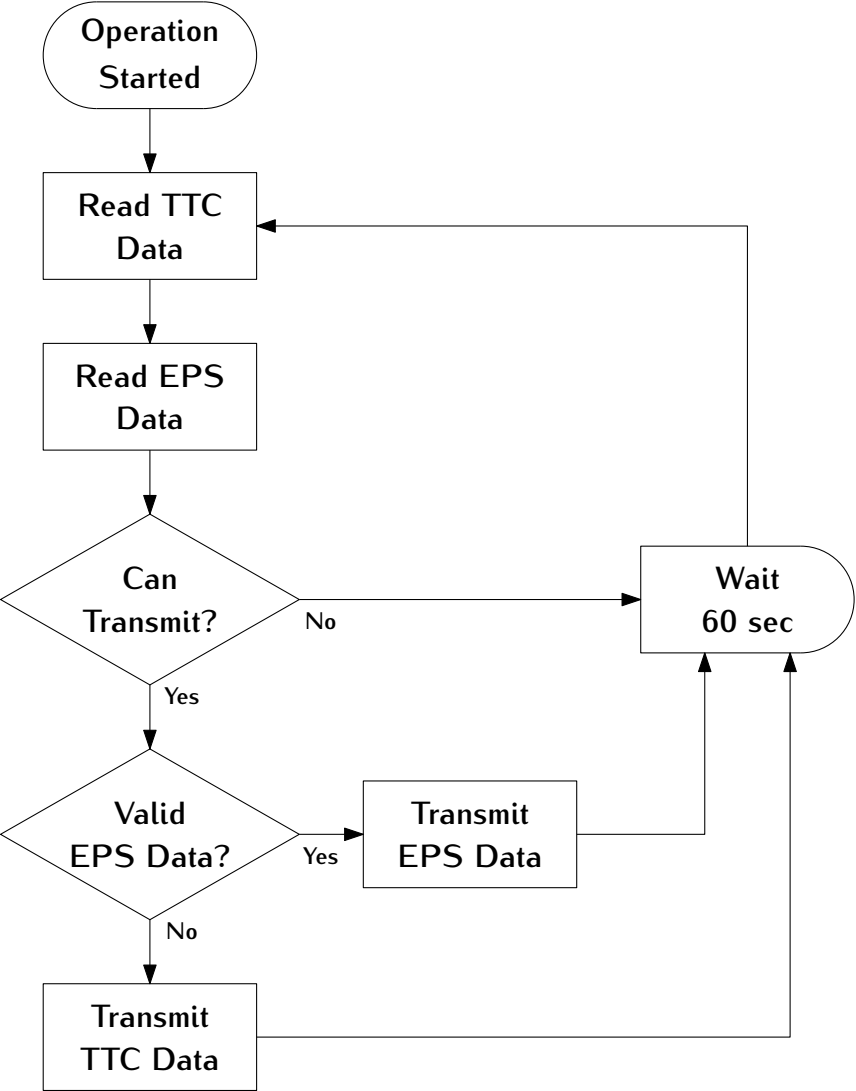 Operation
Started
Read TTC
Data
Read EPS
Data
Can
Transmit?
No
Wait
60 sec
Yes
Valid
EPS Data?
Yes
Transmit
EPS Data
No
Transmit
TTC Data